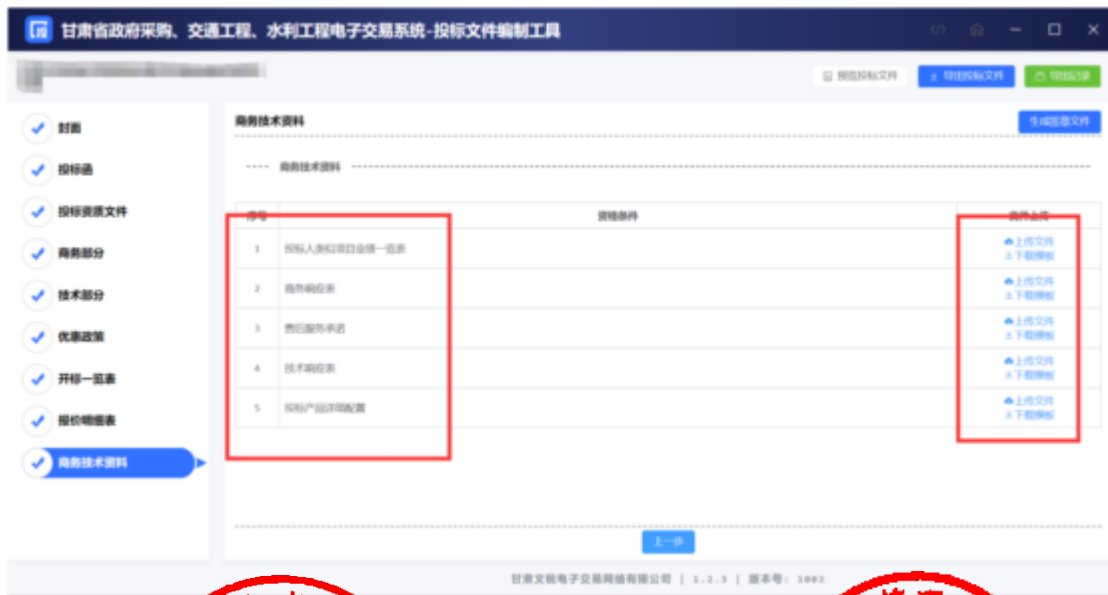 甘肃省政府采购、交通工程、水利工程电子交易系统-投标文件编制工具
预览投标文件 导出投标文件 导出记录
封面
投标函
投标资质文件
商务部分
技术部分
优惠政策
开标一览表
报价明细表
商务技术资料
商务技术资料 生成签章文件
商务技术资料
序号 资格条件 文件上传
1 投标人类似项目业绩一览表 上传文件
下载模板
2 商务响应表 上传文件
下载模板
3 售后服务承诺 上传文件
下载模板
4 技术响应表 上传文件
下载模板
5 投标产品详细配置 上传文件
下载模板
上一步
甘肃文锐电子交易网络有限公司 | 1.2.3 | 版本号: 1002